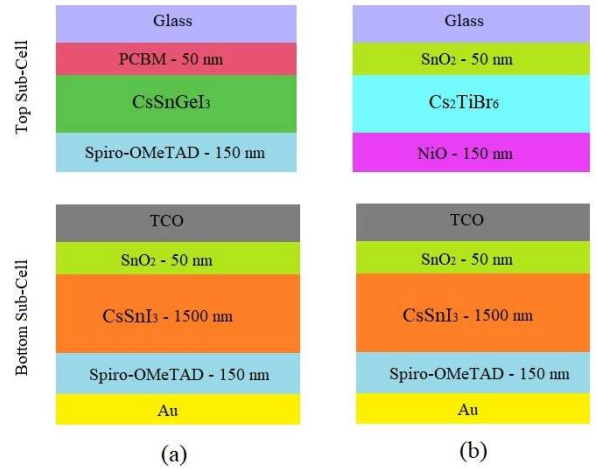 Top Sub-Cell
Glass
PCBM - 50 nm
CsSnGeI₃
Spiro-OMeTAD - 150 nm
Glass
SnO₂ - 50 nm
Cs₂TiBr₆
NiO - 150 nm
Bottom Sub-Cell
TCO
SnO₂ - 50 nm
CsSnI₃ - 1500 nm
Spiro-OMeTAD - 150 nm
Au
TCO
SnO₂ - 50 nm
CsSnI₃ - 1500 nm
Spiro-OMeTAD - 150 nm
Au
(a)
(b)